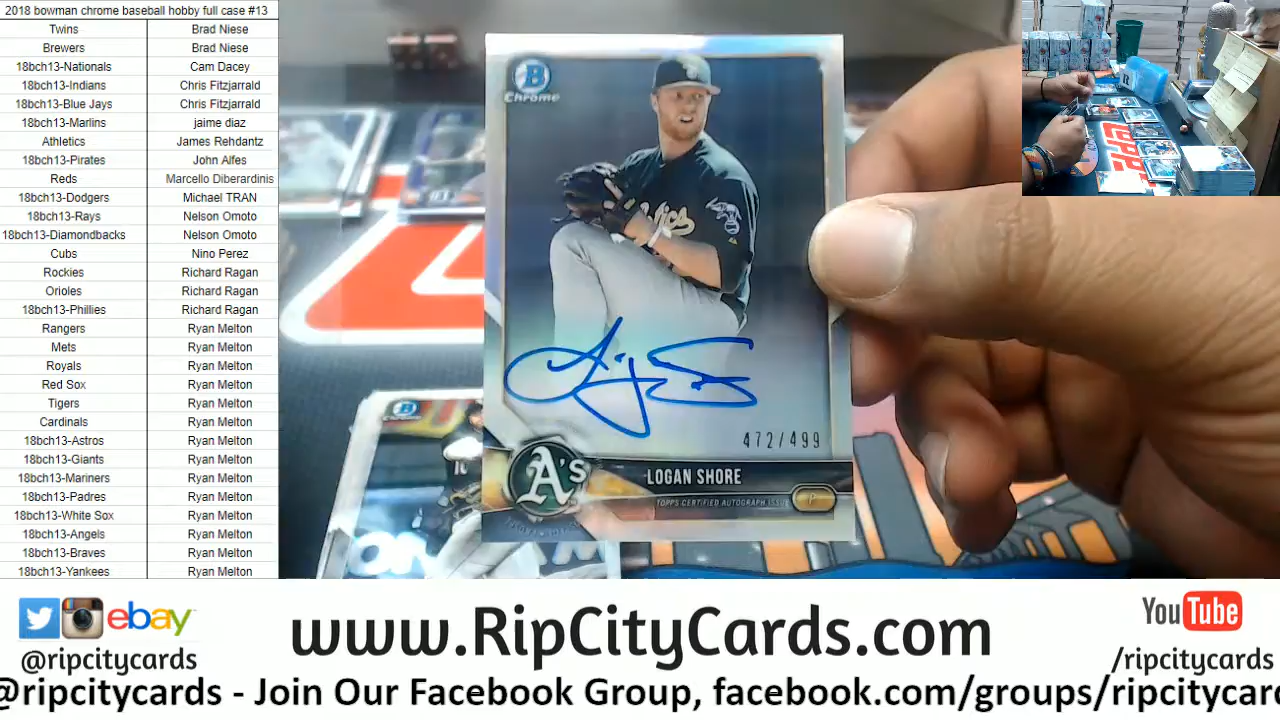 2018 bowman chrome baseball hobby full case #13
Twins Brad Niese
Brewers Brad Niese
18bch13-Nationals Cam Dacey
18bch13-Indians Chris Fitzjarrald
18bch13-Blue Jays Chris Fitzjarrald
18bch13-Marlins jaime diaz
Athletics James Rehdantz
18bch13-Pirates John Alfes
Reds Marcello Diberardinis
18bch13-Dodgers Michael TRAN
18bch13-Rays Nelson Omoto
18bch13-Diamondbacks Nelson Omoto
Cubs Nino Perez
Rockies Richard Ragan
Orioles Richard Ragan
18bch13-Phillies Richard Ragan
Rangers Ryan Melton
Mets Ryan Melton
Royals Ryan Melton
Red Sox Ryan Melton
Tigers Ryan Melton
Cardinals Ryan Melton
18bch13-Astros Ryan Melton
18bch13-Giants Ryan Melton
18bch13-Mariners Ryan Melton
18bch13-Padres Ryan Melton
18bch13-White Sox Ryan Melton
18bch13-Angels Ryan Melton
18bch13-Braves Ryan Melton
18bch13-Yankees Ryan Melton
B
Chrome
472/499
A's
LOGAN SHORE
TOPPS CERTIFIED AUTOGRAPH ISSUE
P
ebay
@ripcitycards
www.RipCityCards.com
YouTube
/ripcitycards
@ripcitycards - Join Our Facebook Group, facebook.com/groups/ripcitycard